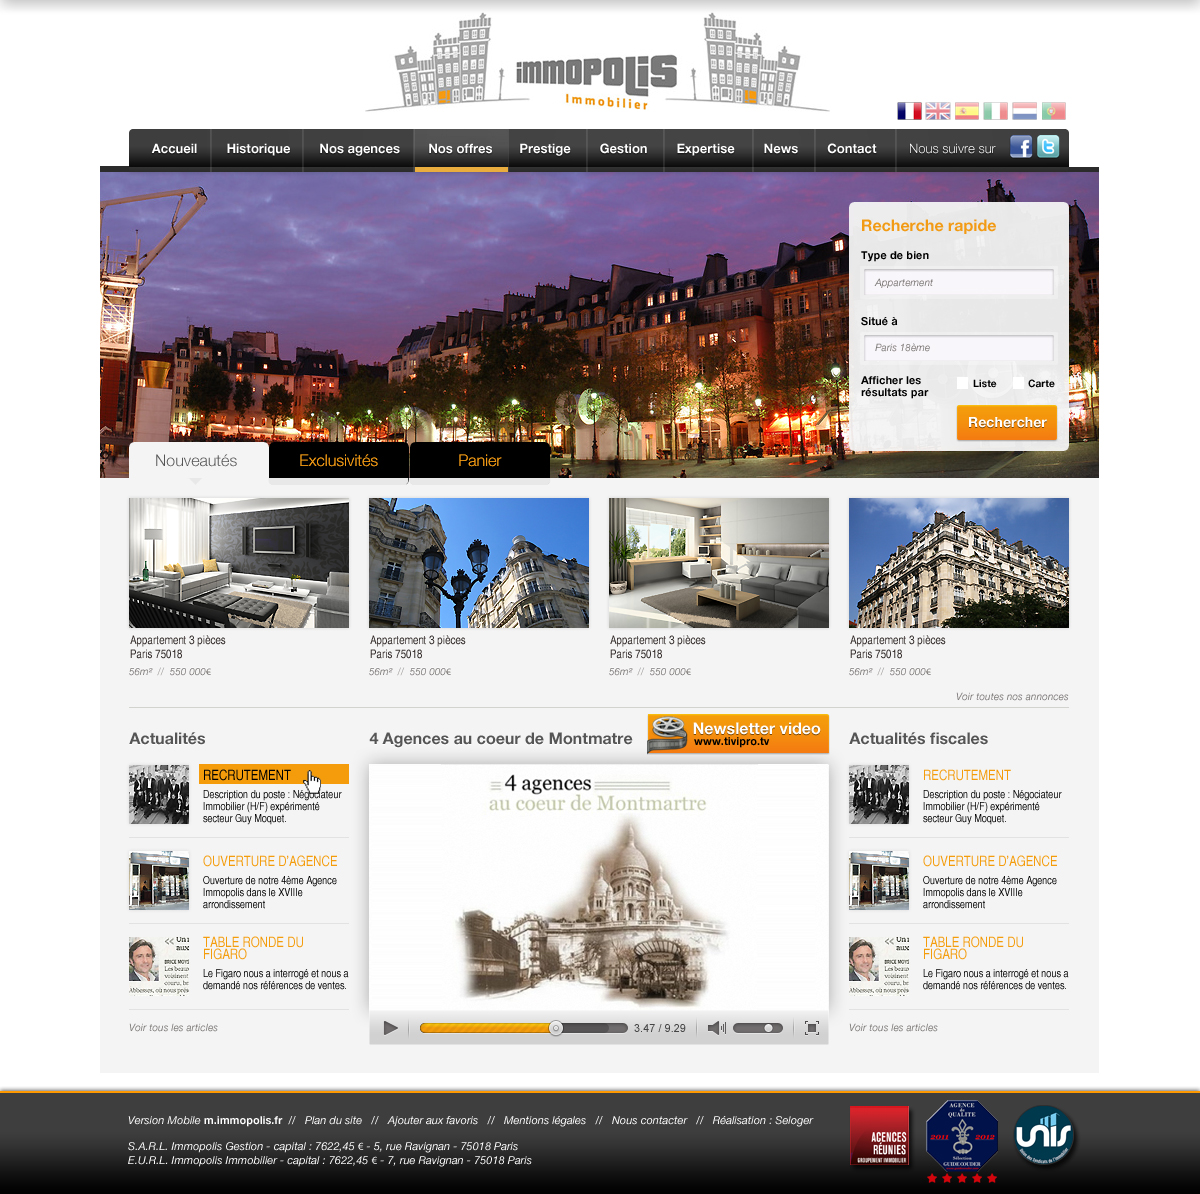 immopolis
Immobilier
Accueil
Historique
Nos agences
Nos offres
Prestige
Gestion
Expertise
News
Contact
Nous suivre sur
Recherche rapide
Type de bien
Appartement
Situé à
Paris 18ème
Afficher les
résultats par
Liste
Carte
Rechercher
Nouveautés
Exclusivités
Panier
Appartement 3 pièces
Paris 75018
56m² // 550 000€
Appartement 3 pièces
Paris 75018
56m² // 550 000€
Appartement 3 pièces
Paris 75018
56m² // 550 000€
Appartement 3 pièces
Paris 75018
56m² // 550 000€
Voir toutes nos annonces
Actualités
RECRUTEMENT
Description du poste : Négociateur
Immobilier (H/F) expérimenté
secteur Guy Moquet.
OUVERTURE D'AGENCE
Ouverture de notre 4ème Agence
Immopolis dans le XVIIIe
arrondissement
TABLE RONDE DU
FIGARO
Le Figaro nous a interrogé et nous a
demandé nos références de ventes.
Voir tous les articles
4 Agences au coeur de Montmatre
Newsletter video
www.tivipro.tv
4 agences
au coeur de Montmartre
3.47 / 9.29
Actualités fiscales
RECRUTEMENT
Description du poste : Négociateur
Immobilier (H/F) expérimenté
secteur Guy Moquet.
OUVERTURE D'AGENCE
Ouverture de notre 4ème Agence
Immopolis dans le XVIIIe
arrondissement
TABLE RONDE DU
FIGARO
Le Figaro nous a interrogé et nous a
demandé nos références de ventes.
Voir tous les articles
Version Mobile m.immopolis.fr // Plan du site // Ajouter aux favoris // Mentions légales // Nous contacter // Réalisation : Seloger
S.A.R.L. Immopolis Gestion - capital : 7622,45 € - 5, rue Ravignan - 75018 Paris
E.U.R.L. Immopolis Immobilier - capital : 7622,45 € - 7, rue Ravignan - 75018 Paris
AGENCES
RÉUNIES
GROUPEMENT IMMOBILIER
AGENCE
de
QUALITÉ
2011 2012
Sélection
GUIDE COUDER
unis